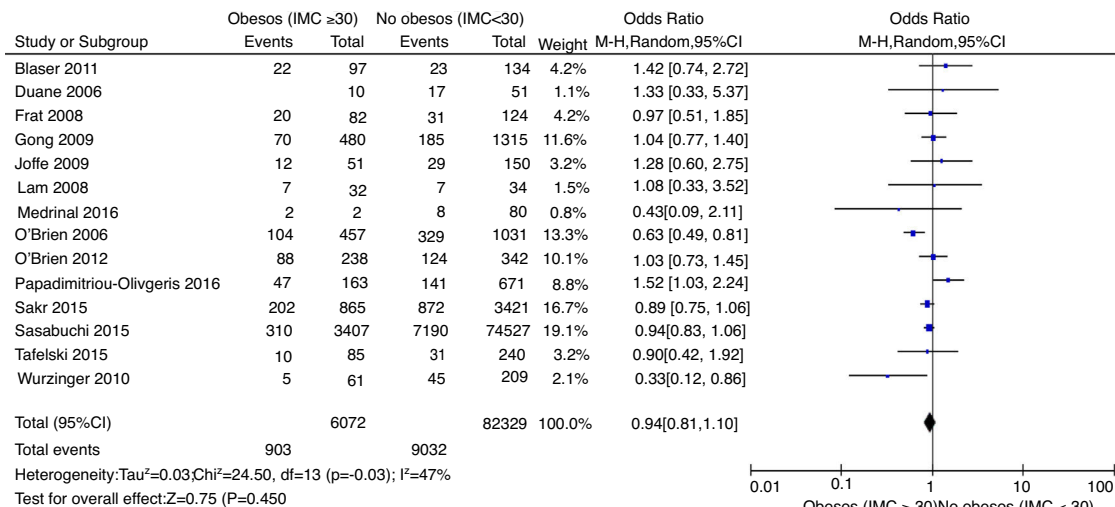 Obesos (IMC ≥30) No obesos (IMC<30) Odds Ratio Odds Ratio
Study or Subgroup Events Total Events Total Weight M-H,Random,95%CI M-H,Random,95%CI
Blaser 2011 22 97 23 134 4.2% 1.42 [0.74, 2.72]
Duane 2006 10 17 51 1.1% 1.33 [0.33, 5.37]
Frat 2008 20 82 31 124 4.2% 0.97 [0.51, 1.85]
Gong 2009 70 480 185 1315 11.6% 1.04 [0.77, 1.40]
Joffe 2009 12 51 29 150 3.2% 1.28 [0.60, 2.75]
Lam 2008 7 32 7 34 1.5% 1.08 [0.33, 3.52]
Medrinal 2016 2 2 8 80 0.8% 0.43[0.09, 2.11]
O'Brien 2006 104 457 329 1031 13.3% 0.63 [0.49, 0.81]
O'Brien 2012 88 238 124 342 10.1% 1.03 [0.73, 1.45]
Papadimitriou-Olivgeris 2016 47 163 141 671 8.8% 1.52 [1.03, 2.24]
Sakr 2015 202 865 872 3421 16.7% 0.89 [0.75, 1.06]
Sasabuchi 2015 310 3407 7190 74527 19.1% 0.94[0.83, 1.06]
Tafelski 2015 10 85 31 240 3.2% 0.90[0.42, 1.92]
Wurzinger 2010 5 61 45 209 2.1% 0.33[0.12, 0.86]
Total (95%CI) 6072 82329 100.0% 0.94[0.81,1.10]
Total events 903 9032
Heterogeneity:Tau²=0.03;Chi²=24.50, df=13 (p=-0.03); I²=47%
Test for overall effect:Z=0.75 (P=0.450
0.01 0.1 1 10 100
Obesos (IMC ≥ 30)No obesos (IMC < 30)